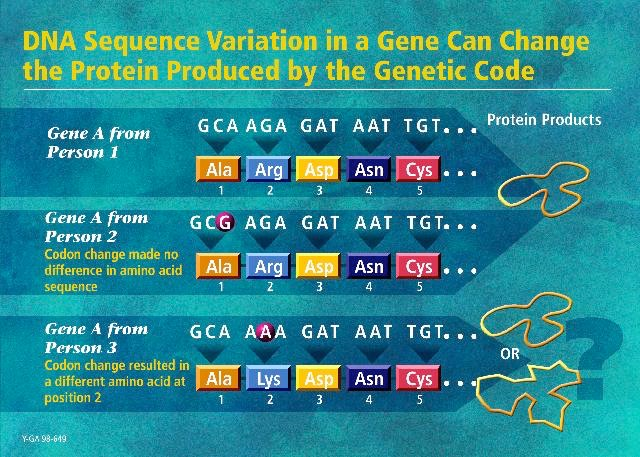 DNA Sequence Variation in a Gene Can Change
the Protein Produced by the Genetic Code
Gene A from
Person 1
GCA AGA GAT AAT TGT...
Protein Products
Ala Arg Asp Asn Cys...
1 2 3 4 5
Gene A from
Person 2
Codon change made no
difference in amino acid
sequence
GCG AGA GAT AAT TGT...
Ala Arg Asp Asn Cys...
1 2 3 4 5
Gene A from
Person 3
Codon change resulted in
a different amino acid at
position 2
GCA AAA GAT AAT TGT...
Ala Lys Asp Asn Cys...
1 2 3 4 5
OR
?
Y-GA 98-649